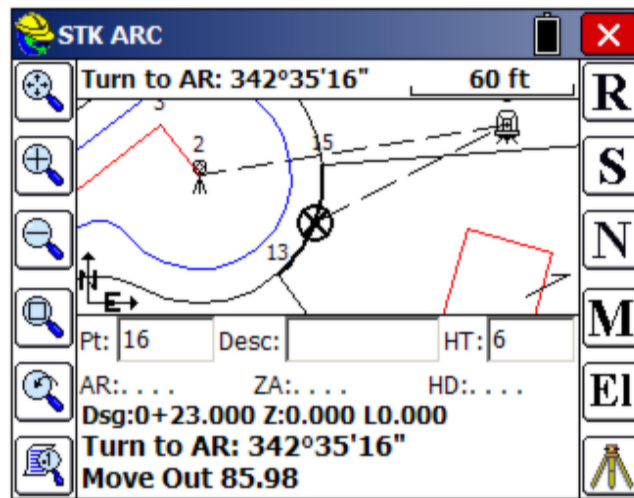 STK ARC
Turn to AR: 342°35'16" 60 ft
R
3
2
15
S
13
N
N
E
M
Pt: 16 Desc: HT: 6
AR:. . . . ZA:. . . . HD:. . . .
El
Dsg:0+23.000 Z:0.000 L0.000
Turn to AR: 342°35'16"
Move Out 85.98